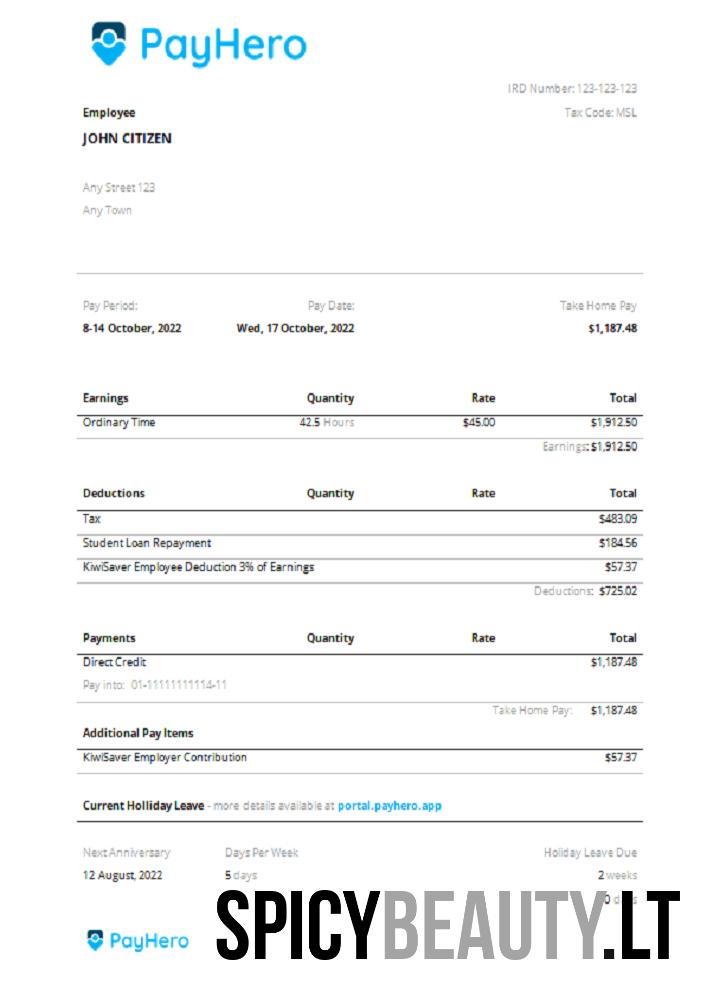 PayHero
IRD Number: 123-123-123
Employee
Tax Code: MSL
JOHN CITIZEN
Any Street 123
Any Town
Pay Period: Pay Date: Take Home Pay
8-14 October, 2022 Wed, 17 October, 2022 $1,187.48
Earnings Quantity Rate Total
Ordinary Time 42.5 Hours $45.00 $1,912.50
Earnings: $1,912.50
Deductions Quantity Rate Total
Tax $483.09
Student Loan Repayment $184.56
KiwiSaver Employee Deduction 3% of Earnings $57.37
Deductions: $725.02
Payments Quantity Rate Total
Direct Credit $1,187.48
Pay into: 01-11111111114-11
Take Home Pay: $1,187.48
Additional Pay Items
KiwiSaver Employer Contribution $57.37
Current Holliday Leave - more details available at portal.payhero.app
Next Anniversary Days Per Week Holiday Leave Due
12 August, 2022 5 days 2 weeks
0
PayHero
SPICYBEAUTY.LT